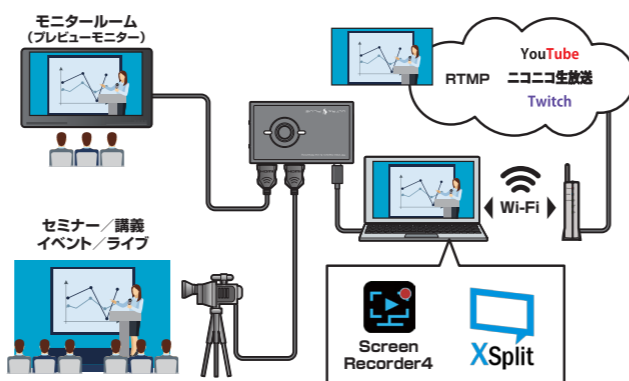 モニタールーム
(プレビューモニター)
RTMP
YouTube
ニコニコ生放送
Twitch
Wi-Fi
セミナー/講義
イベント/ライブ
Screen
Recorder4
XSplit